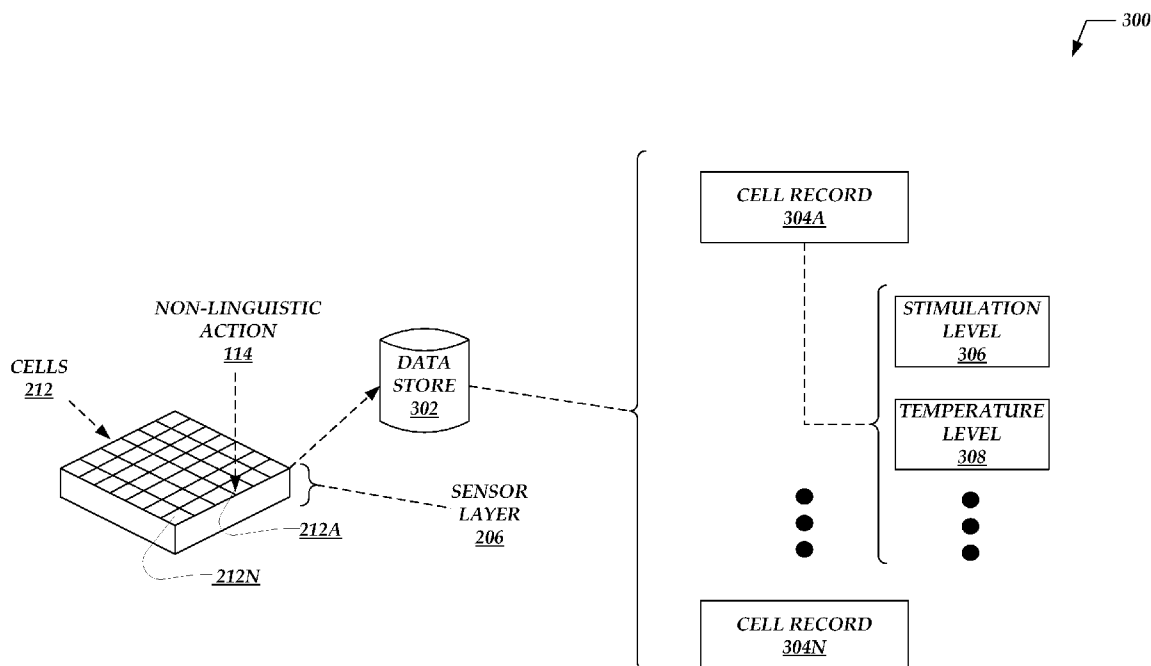 300
CELL RECORD
304A
NON-LINGUISTIC
ACTION
114
STIMULATION
LEVEL
306
CELLS
212
DATA
STORE
302
TEMPERATURE
LEVEL
308
SENSOR
LAYER
206
212A
212N
CELL RECORD
304N